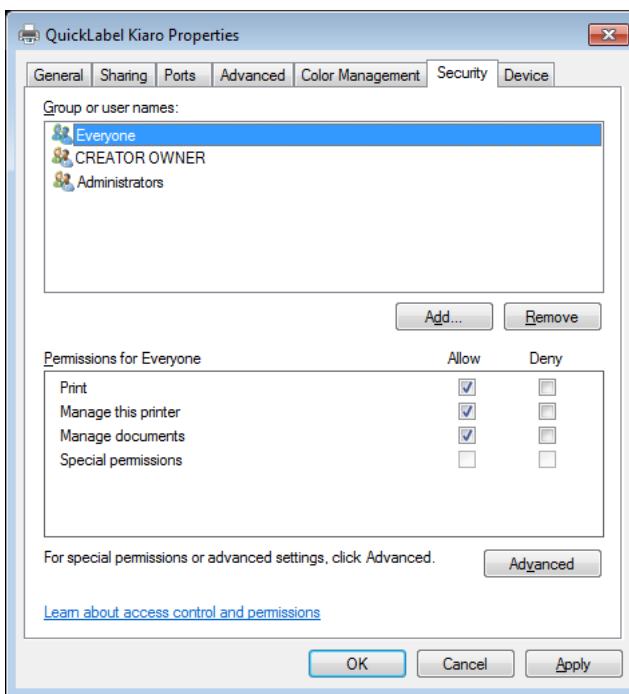 QuickLabel Kiaro Properties
General Sharing Ports Advanced Color Management Security Device
Group or user names:
Everyone
CREATOR OWNER
Administrators
Add... Remove
Permissions for Everyone Allow Deny
Print
Manage this printer
Manage documents
Special permissions
For special permissions or advanced settings, click Advanced. Advanced
Learn about access control and permissions
OK Cancel Apply